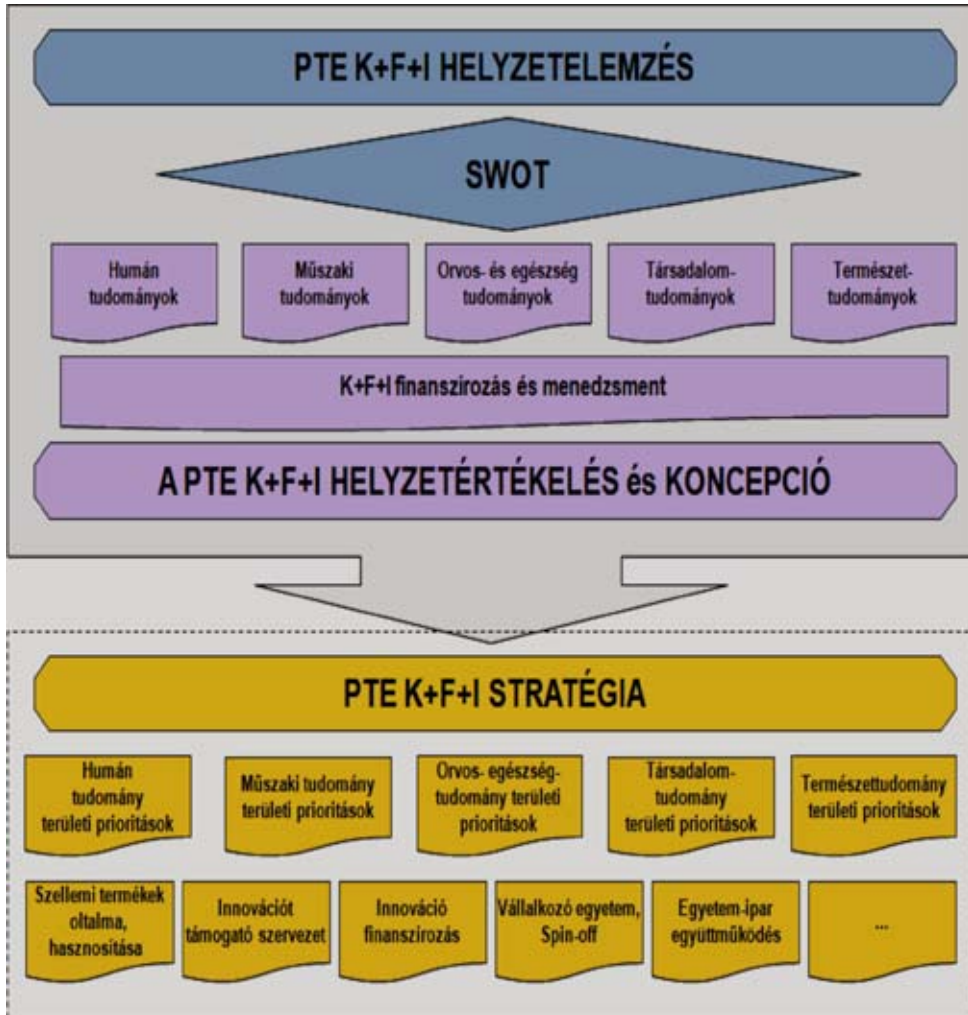 PTE K+F+I HELYZETELEMZÉS
SWOT
Humán
tudományok
Műszaki
tudományok
Orvos- és egészség
tudományok
Társadalom-
tudományok
Természet-
tudományok
K+F+I finanszírozás és menedzsment
A PTE K+F+I HELYZETÉRTÉKELÉS és KONCEPCIÓ
PTE K+F+I STRATÉGIA
Humán
tudomány
területi prioritások
Műszaki tudomány
területi prioritások
Orvos- egészség-
tudomány területi
prioritások
Társadalom-
tudomány
területi prioritások
Természettudomány
területi prioritások
Szellemi termékek
oltalma,
hasznosítása
Innovációt
támogató szervezet
Innováció
finanszírozás
Vállalkozó egyetem,
Spin-off
Egyetem-ipar
együttműködés
...